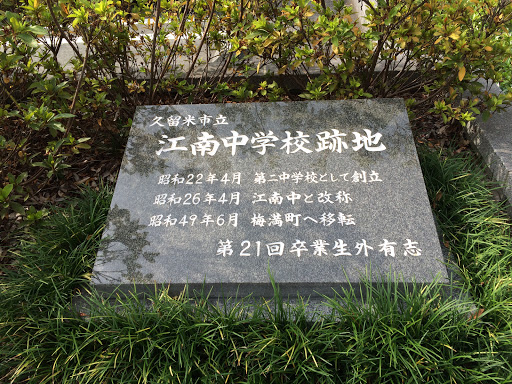 久留米市立
江南中学校跡地
昭和22年4月 第二中学校として創立
昭和26年4月 江南中と改称
昭和49年6月 梅満町へ移転
第21回卒業生外有志